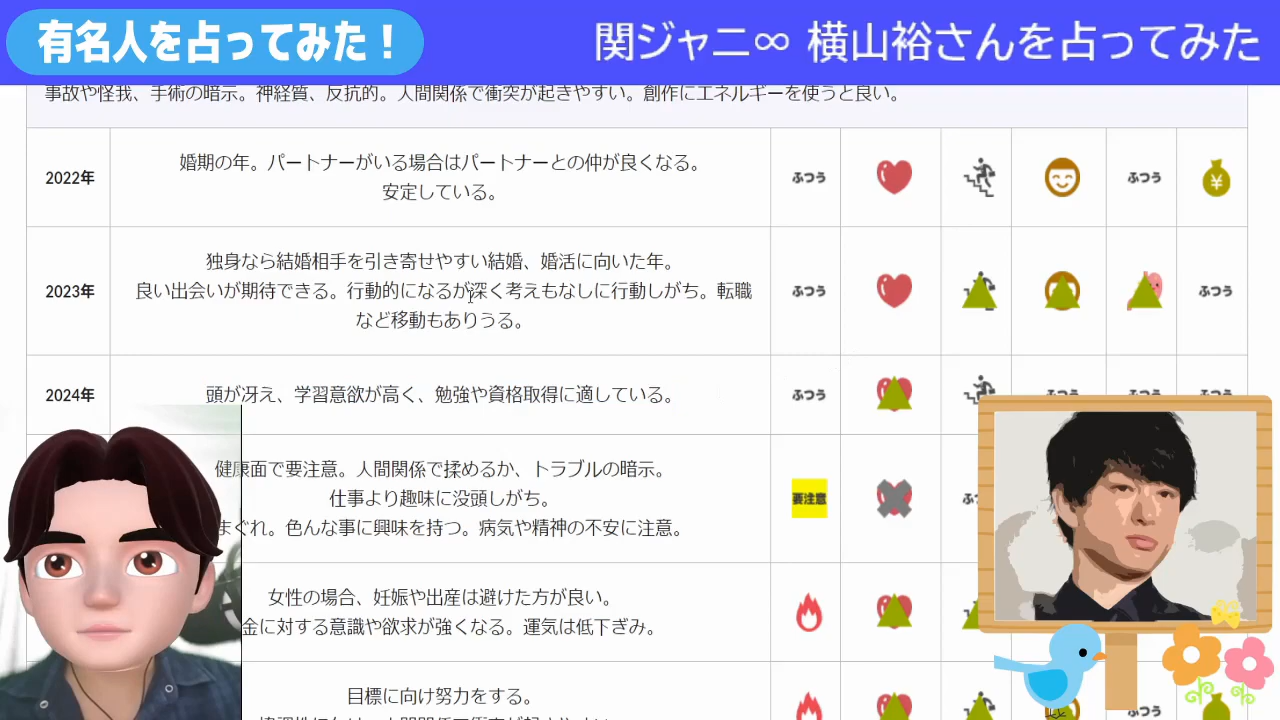 有名人を占ってみた！
関ジャニ∞ 横山裕さんを占ってみた
事故や怪我、手術の暗示。神経質、反抗的。人間関係で衝突が起きやすい。創作にエネルギーを使うと良い。
2022年
婚期の年。パートナーがいる場合はパートナーとの仲が良くなる。
安定している。
ふつう
ふつう
¥
2023年
独身なら結婚相手を引き寄せやすい結婚、婚活に向いた年。
良い出会いが期待できる。行動的になるが深く考えもなしに行動しがち。転職
など移動もありうる。
ふつう
ふつう
2024年
頭が冴え、学習意欲が高く、勉強や資格取得に適している。
ふつう
健康面で要注意。人間関係で揉めるか、トラブルの暗示。
仕事より趣味に没頭しがち。
まぐれ。色んな事に興味を持つ。病気や精神の不安に注意。
要注意
女性の場合、妊娠や出産は避けた方が良い。
金に対する意識や欲求が強くなる。運気は低下ぎみ。
目標に向け努力をする。
ふつう